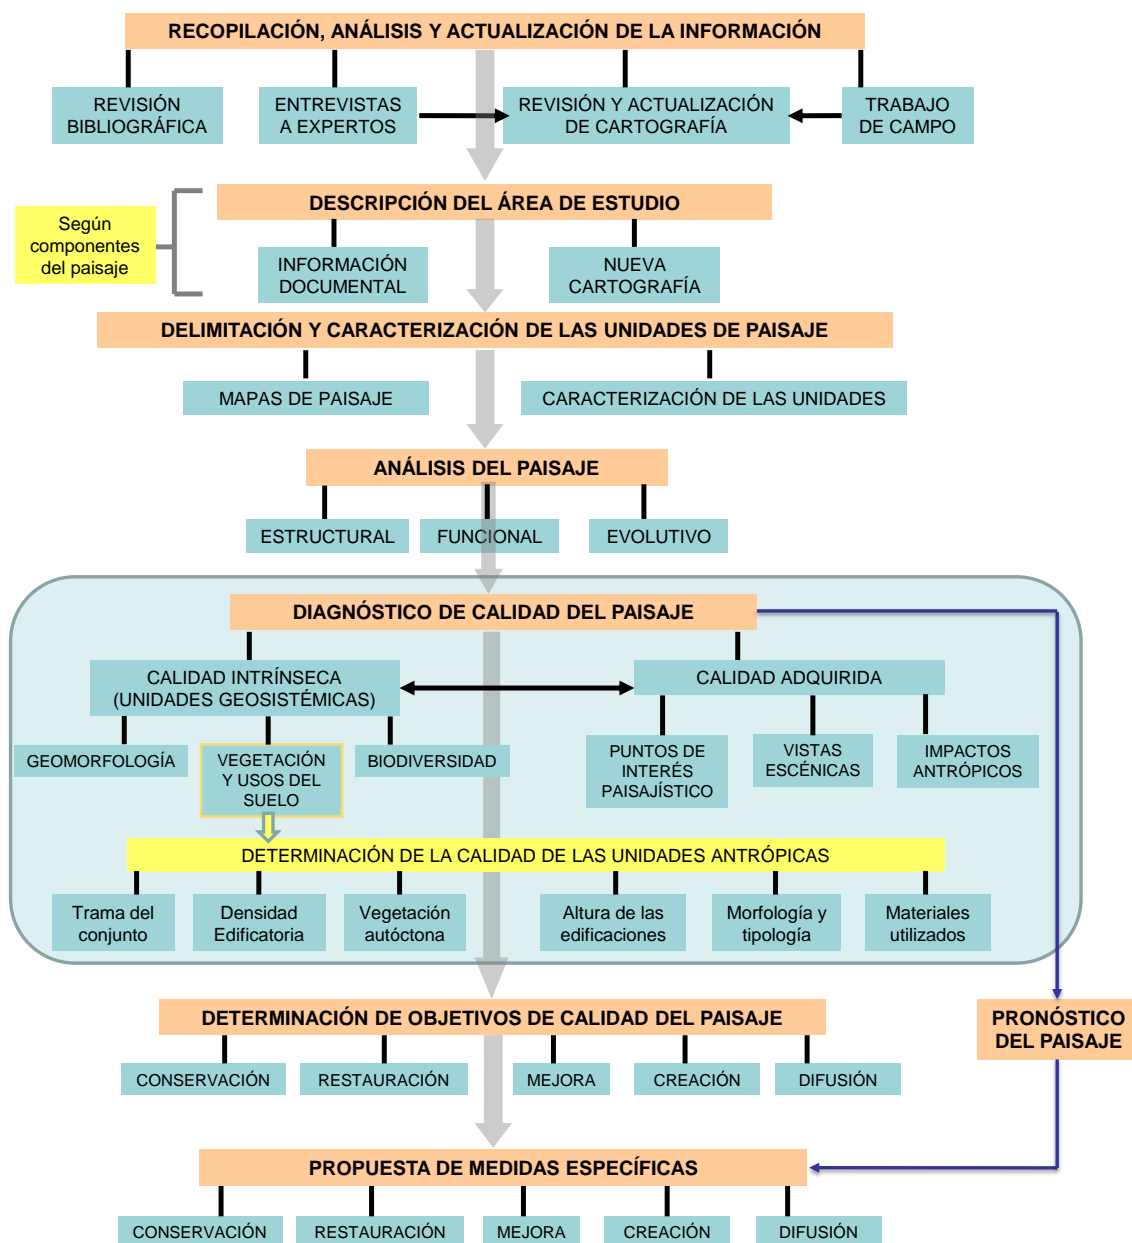 RECOPILACIÓN, ANÁLISIS Y ACTUALIZACIÓN DE LA INFORMACIÓN
REVISIÓN
BIBLIOGRÁFICA
ENTREVISTAS
A EXPERTOS
REVISIÓN Y ACTUALIZACIÓN
DE CARTOGRAFÍA
TRABAJO
DE CAMPO
Según
componentes
del paisaje
DESCRIPCIÓN DEL ÁREA DE ESTUDIO
INFORMACIÓN
DOCUMENTAL
NUEVA
CARTOGRAFÍA
DELIMITACIÓN Y CARACTERIZACIÓN DE LAS UNIDADES DE PAISAJE
MAPAS DE PAISAJE
CARACTERIZACIÓN DE LAS UNIDADES
ANÁLISIS DEL PAISAJE
ESTRUCTURAL
FUNCIONAL
EVOLUTIVO
DIAGNÓSTICO DE CALIDAD DEL PAISAJE
CALIDAD INTRÍNSECA
(UNIDADES GEOSISTÉMICAS)
CALIDAD ADQUIRIDA
GEOMORFOLOGÍA
VEGETACIÓN
Y USOS DEL
SUELO
BIODIVERSIDAD
PUNTOS DE
INTERÉS
PAISAJÍSTICO
VISTAS
ESCÉNICAS
IMPACTOS
ANTRÓPICOS
DETERMINACIÓN DE LA CALIDAD DE LAS UNIDADES ANTRÓPICAS
Trama del
conjunto
Densidad
Edificatoria
Vegetación
autóctona
Altura de las
edificaciones
Morfología y
tipología
Materiales
utilizados
DETERMINACIÓN DE OBJETIVOS DE CALIDAD DEL PAISAJE
PRONÓSTICO
DEL PAISAJE
CONSERVACIÓN
RESTAURACIÓN
MEJORA
CREACIÓN
DIFUSIÓN
PROPUESTA DE MEDIDAS ESPECÍFICAS
CONSERVACIÓN
RESTAURACIÓN
MEJORA
CREACIÓN
DIFUSIÓN